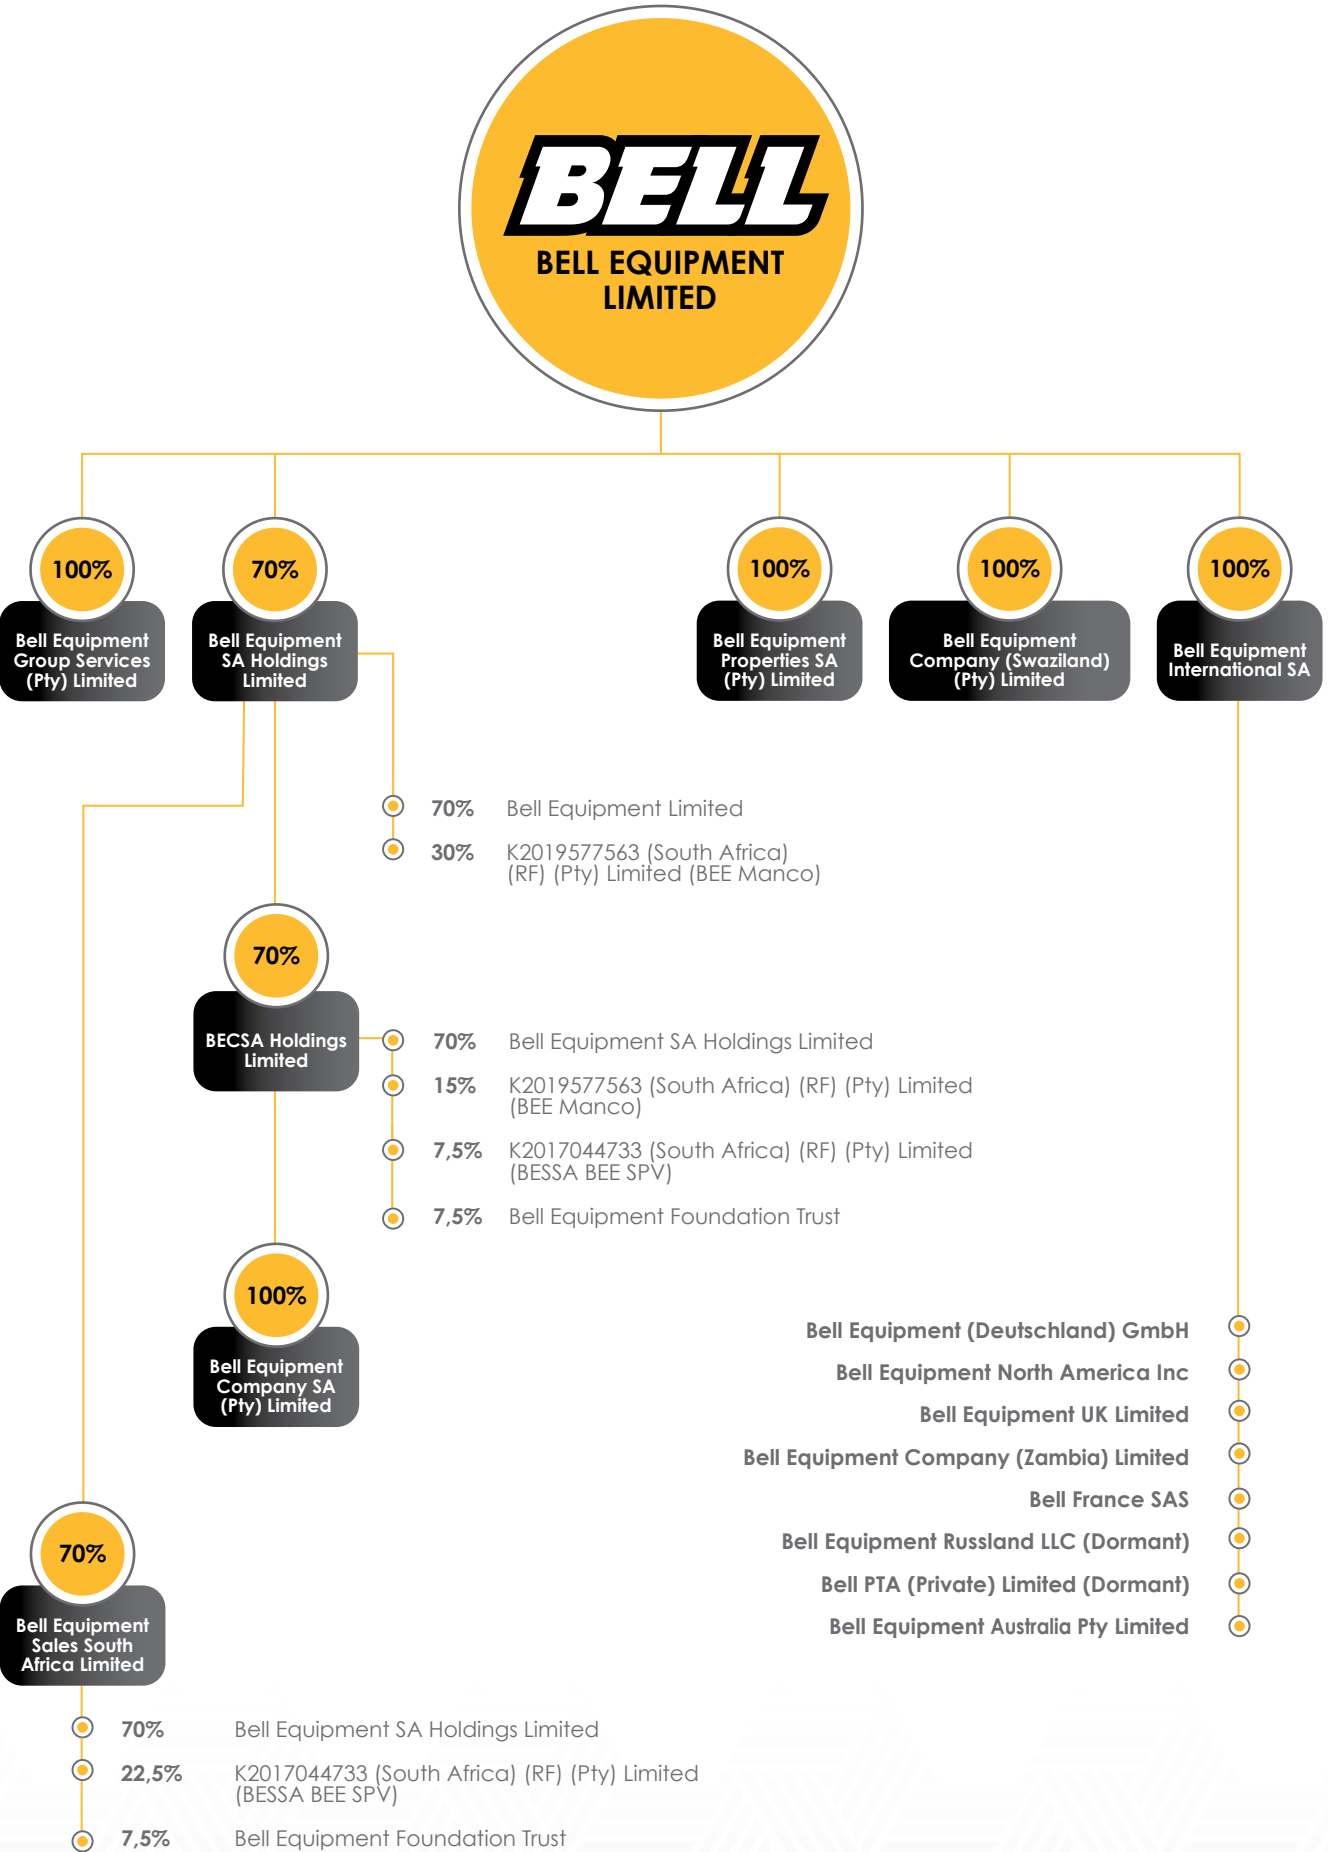 BELL
BELL EQUIPMENT
LIMITED
100%
Bell Equipment
Group Services
(Pty) Limited
70%
Bell Equipment
SA Holdings
Limited
100%
Bell Equipment
Properties SA
(Pty) Limited
100%
Bell Equipment
Company (Swaziland)
(Pty) Limited
100%
Bell Equipment
International SA
70% Bell Equipment Limited
30% K2019577563 (South Africa)
(RF) (Pty) Limited (BEE Manco)
70%
BECSA Holdings
Limited
70% Bell Equipment SA Holdings Limited
15% K2019577563 (South Africa) (RF) (Pty) Limited
(BEE Manco)
7,5% K2017044733 (South Africa) (RF) (Pty) Limited
(BESSA BEE SPV)
7,5% Bell Equipment Foundation Trust
100%
Bell Equipment
Company SA
(Pty) Limited
Bell Equipment (Deutschland) GmbH
Bell Equipment North America Inc
Bell Equipment UK Limited
Bell Equipment Company (Zambia) Limited
Bell France SAS
Bell Equipment Russland LLC (Dormant)
Bell PTA (Private) Limited (Dormant)
Bell Equipment Australia Pty Limited
70%
Bell Equipment
Sales South
Africa Limited
70% Bell Equipment SA Holdings Limited
22,5% K2017044733 (South Africa) (RF) (Pty) Limited
(BESSA BEE SPV)
7,5% Bell Equipment Foundation Trust